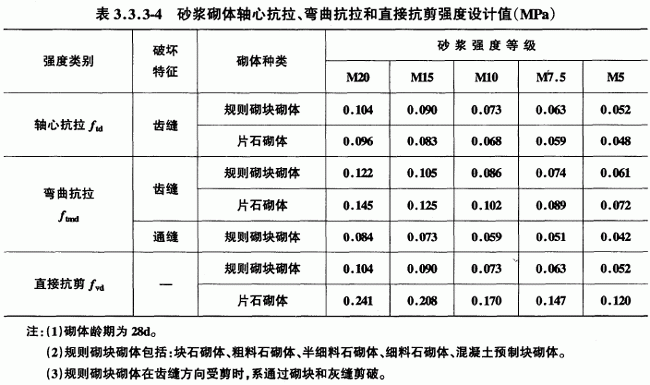 表 3.3.3-4 砂浆砌体轴心抗拉、弯曲抗拉和直接抗剪强度设计值(MPa)
强度类别 破坏特征 砌体种类 砂浆强度等级
M20 M15 M10 M7.5 M5
轴心抗拉 ftd 齿缝 规则砌块砌体 0.104 0.090 0.073 0.063 0.052
片石砌体 0.096 0.083 0.068 0.059 0.048
弯曲抗拉 ftmd 齿缝 规则砌块砌体 0.122 0.105 0.086 0.074 0.061
片石砌体 0.145 0.125 0.102 0.089 0.072
通缝 规则砌块砌体 0.084 0.073 0.059 0.051 0.042
直接抗剪 fvd — 规则砌块砌体 0.104 0.090 0.073 0.063 0.052
片石砌体 0.241 0.208 0.170 0.147 0.120
注:(1)砌体龄期为 28d。
(2)规则砌块砌体包括:块石砌体、粗料石砌体、半细料石砌体、细料石砌体、混凝土预制块砌体。
(3)规则砌块砌体在齿缝方向受剪时,系通过砌块和灰缝剪破。